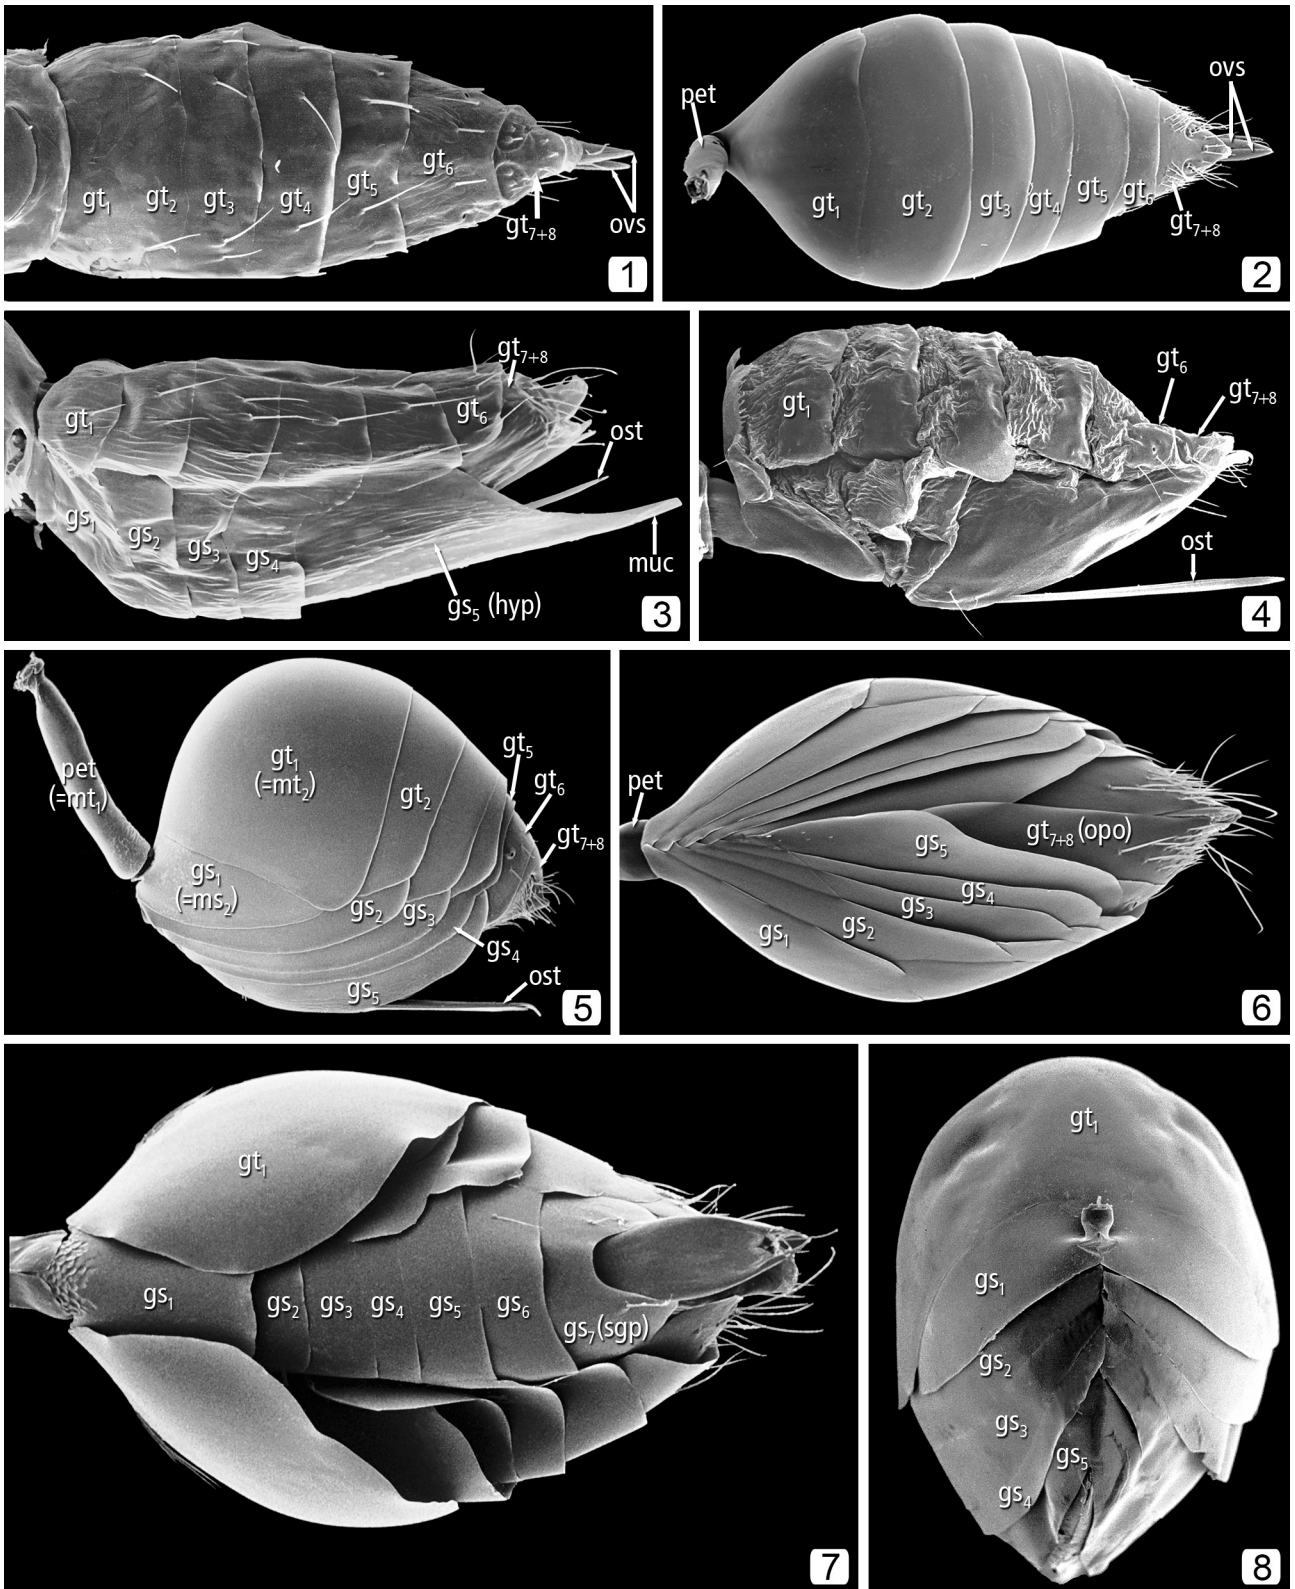 gt1 gt2 gt3 gt4 gt5 gt6
gt7+8
ovs
1
pet
ovs
gt1 gt2 gt3 gt4 gt5 gt6
gt7+8
2
gt7+8
gt1
gt6
ost
gs1 gs2 gs3 gs4
muc
gs5 (hyp)
3
gt6
gt7+8
gt1
ost
4
pet
(=mt1)
gt1
(=mt2)
gt2
gt5
gt6
gt7+8
gs1
(=ms2)
gs2
gs3
gs4
gs5
ost
5
pet
gt7+8 (opo)
gs5
gs4
gs3
gs2
gs1
6
gt1
gs1 gs2 gs3 gs4 gs5 gs6
gs7 (sgp)
7
gt1
gs1
gs2
gs3
gs5
gs4
8